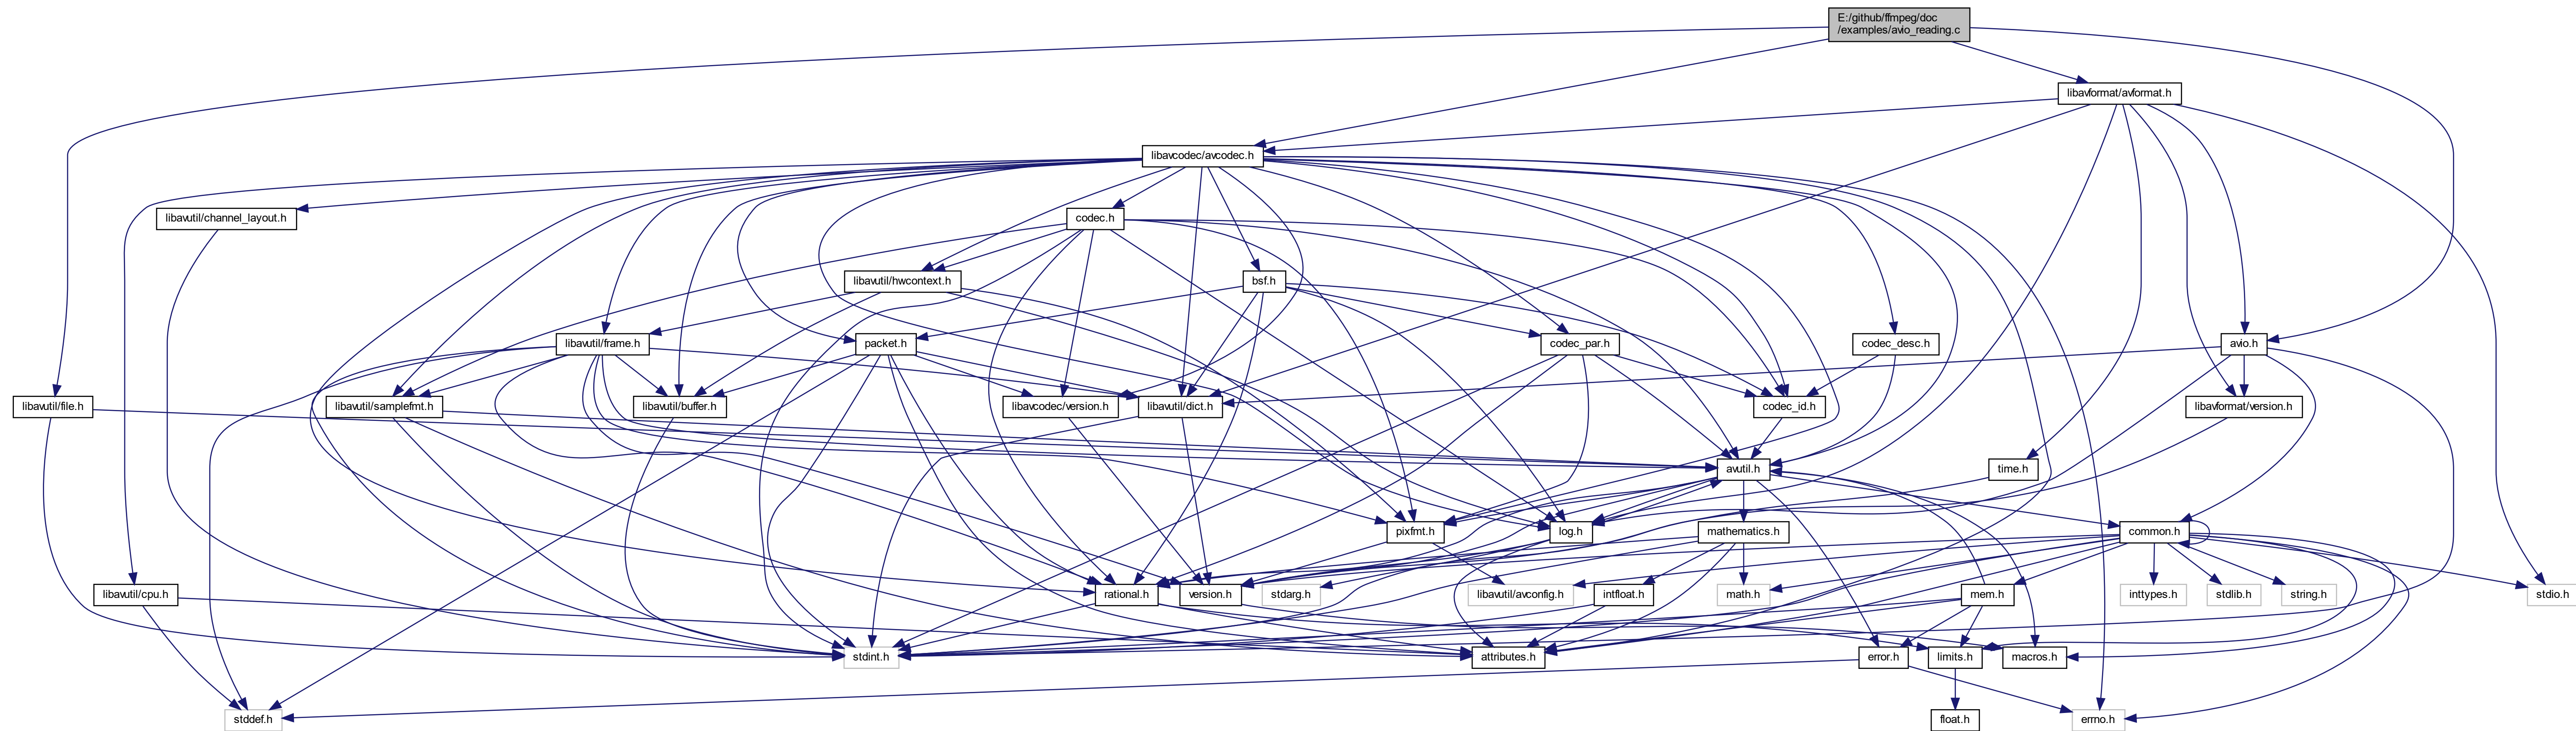 E:/github/ffmpeg/doc
/examples/avio_reading.c
libavformat/avformat.h
libavcodec/avcodec.h
libavutil/channel_layout.h
codec.h
libavutil/hwcontext.h
bsf.h
libavutil/frame.h
packet.h
codec_par.h
codec_desc.h
avio.h
libavutil/file.h
libavutil/samplefmt.h
libavutil/buffer.h
libavcodec/version.h
libavutil/dict.h
codec_id.h
libavformat/version.h
avutil.h
time.h
pixfmt.h
log.h
mathematics.h
common.h
libavutil/cpu.h
rational.h
version.h
stdarg.h
libavutil/avconfig.h
intfloat.h
math.h
mem.h
inttypes.h
stdlib.h
string.h
stdio.h
stdint.h
attributes.h
error.h
limits.h
macros.h
stddef.h
float.h
errno.h